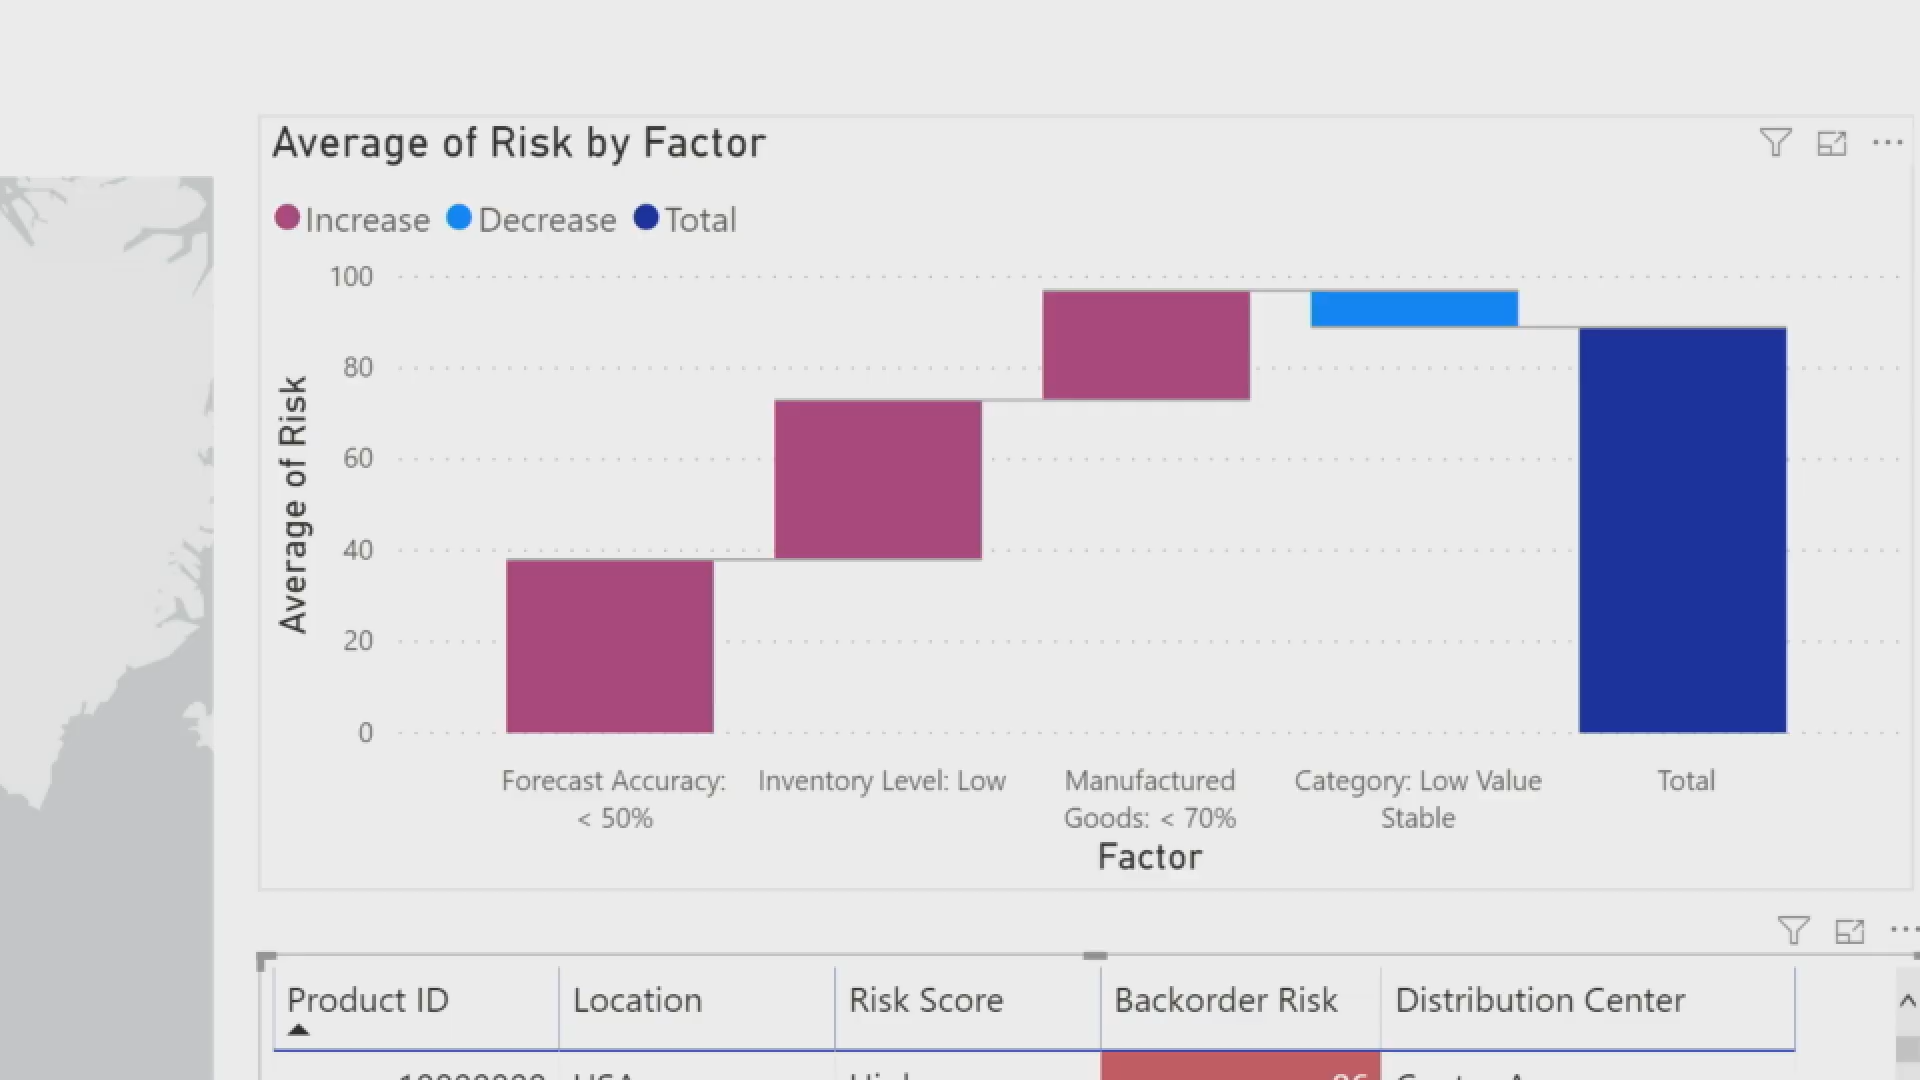 Average of Risk by Factor
Increase Decrease Total
100
80
60
40
20
0
Average of Risk
Forecast Accuracy:
< 50%
Inventory Level: Low
Manufactured
Goods: < 70%
Category: Low Value
Stable
Total
Factor
Product ID Location Risk Score Backorder Risk Distribution Center